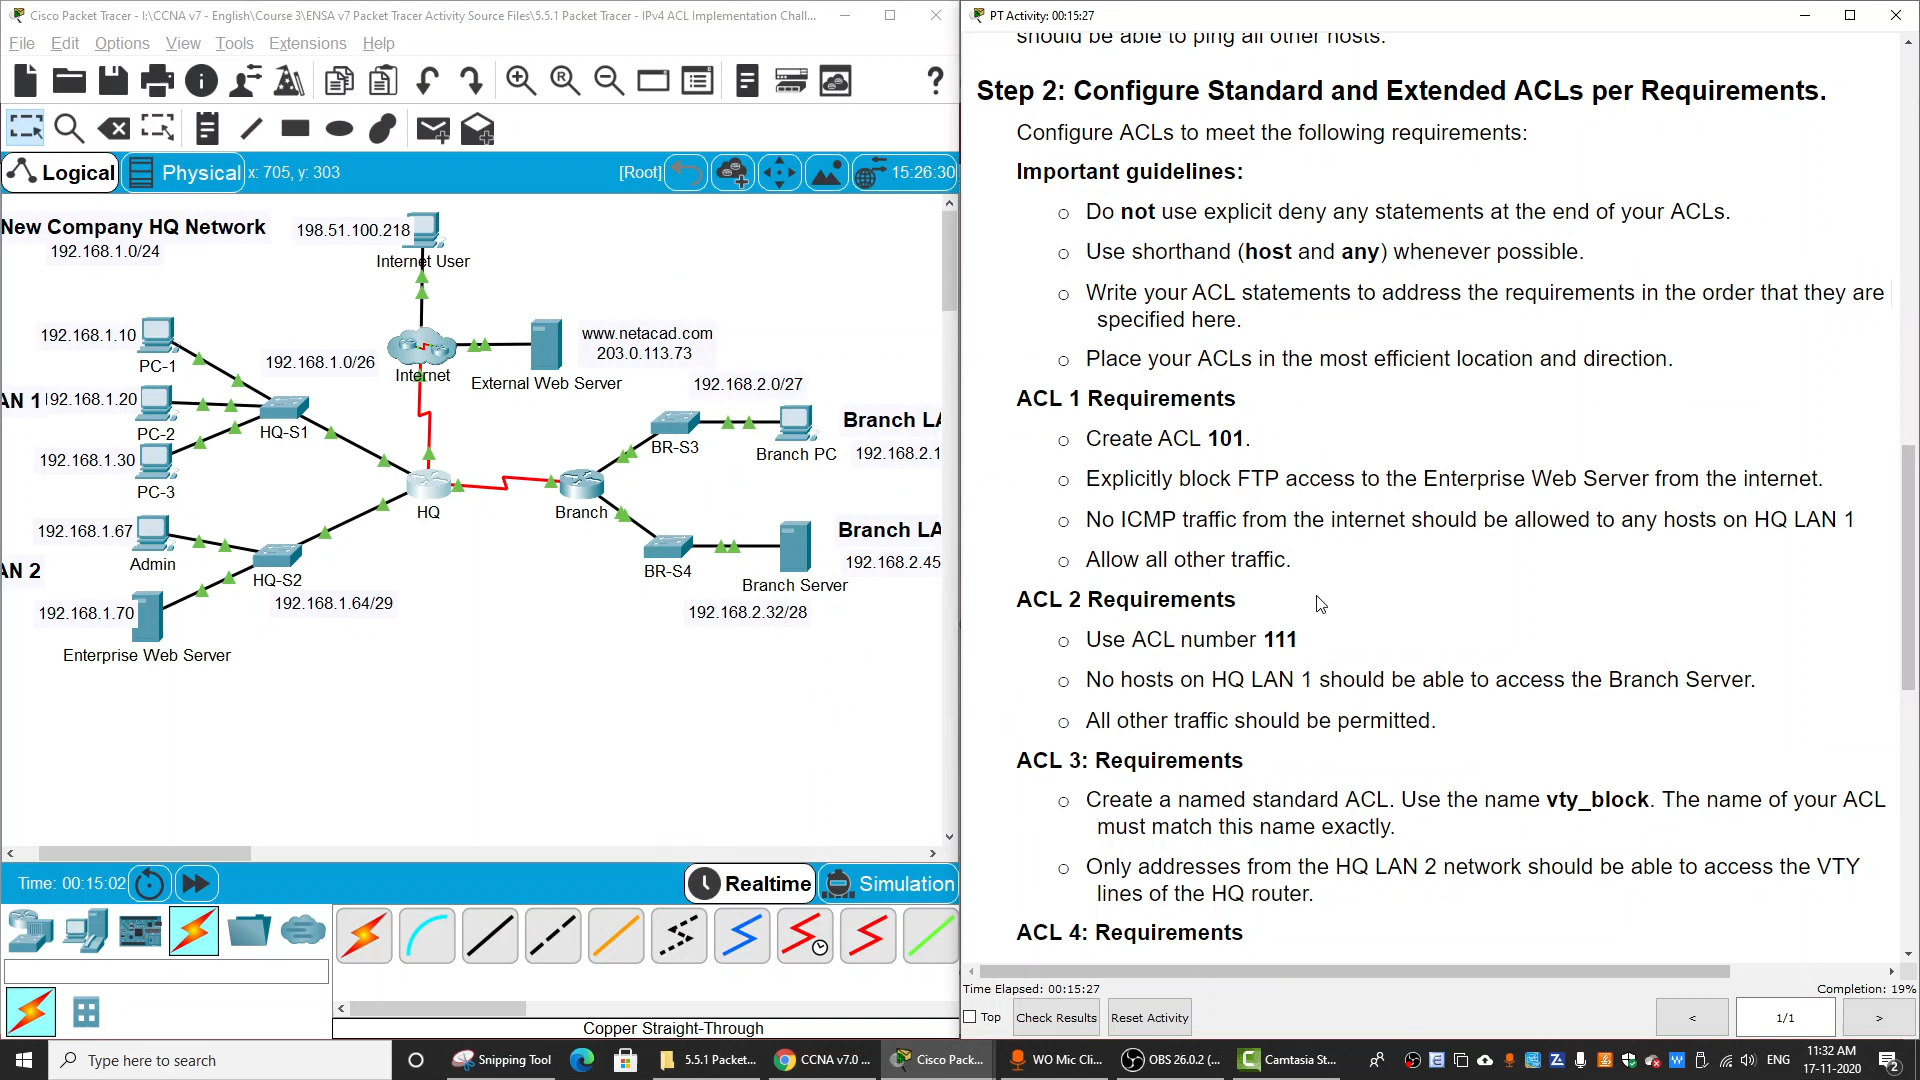 Cisco Packet Tracer - I:\CCNA v7 - English\Course 3\ENSA v7 Packet Tracer Activity Source Files\5.5.1 Packet Tracer - IPv4 ACL Implementation Chall...
File Edit Options View Tools Extensions Help
Logical Physical x: 705, y: 303 [Root] 15:26:30
New Company HQ Network
192.168.1.0/24
198.51.100.218
Internet User
192.168.1.10
PC-1
192.168.1.0/26
Internet
www.netacad.com
203.0.113.73
External Web Server
192.168.2.0/27
AN 1
192.168.1.20
PC-2
HQ-S1
BR-S3
Branch LA
Branch PC
192.168.2.1
192.168.1.30
PC-3
HQ
Branch
192.168.1.67
Admin
AN 2
HQ-S2
192.168.1.64/29
BR-S4
Branch LA
192.168.2.45
Branch Server
192.168.2.32/28
192.168.1.70
Enterprise Web Server
Time: 00:15:02
Realtime Simulation
Copper Straight-Through
PT Activity: 00:15:27
should be able to ping all other hosts.
Step 2: Configure Standard and Extended ACLs per Requirements.
Configure ACLs to meet the following requirements:
Important guidelines:
o Do not use explicit deny any statements at the end of your ACLs.
o Use shorthand (host and any) whenever possible.
o Write your ACL statements to address the requirements in the order that they are
specified here.
o Place your ACLs in the most efficient location and direction.
ACL 1 Requirements
o Create ACL 101.
o Explicitly block FTP access to the Enterprise Web Server from the internet.
o No ICMP traffic from the internet should be allowed to any hosts on HQ LAN 1
o Allow all other traffic.
ACL 2 Requirements
o Use ACL number 111
o No hosts on HQ LAN 1 should be able to access the Branch Server.
o All other traffic should be permitted.
ACL 3: Requirements
o Create a named standard ACL. Use the name vty_block. The name of your ACL
must match this name exactly.
o Only addresses from the HQ LAN 2 network should be able to access the VTY
lines of the HQ router.
ACL 4: Requirements
Time Elapsed: 00:15:27 Completion: 19%
Top Check Results Reset Activity < 1/1 >
Type here to search
Snipping Tool
5.5.1 Packet...
CCNA v7.0 ...
Cisco Pack...
WO Mic Cli...
OBS 26.0.2 (...
Camtasia St...
ENG
11:32 AM
17-11-2020
2